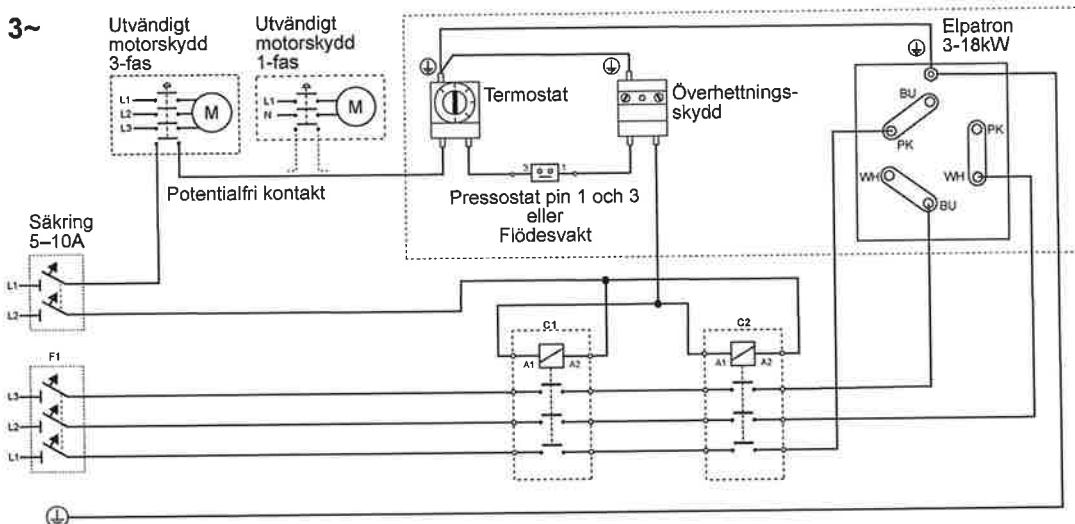 3~
Utvändigt
motorskydd
3-fas
L1
L2
L3
M
Utvändigt
motorskydd
1-fas
L1
N
M
Termostat
Överhettnings-
skydd
Elpatron
3-18kW
BU
PK
PK
WH
WH
BU
3
1
Potentialfri kontakt
Pressostat pin 1 och 3
eller
Flödesvakt
Säkring
5–10A
L1
L2
F1
L3
L2
L1
C1
A1
A2
C2
A1
A2